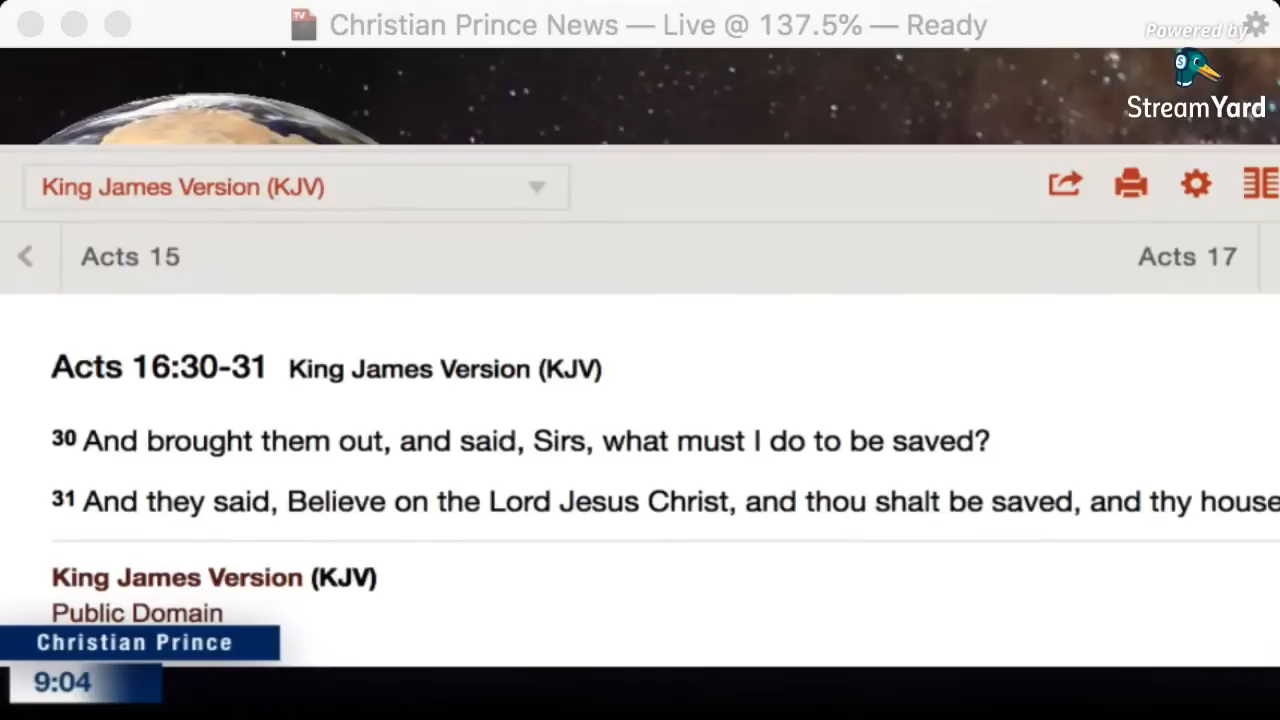 Christian Prince News — Live @ 137.5% — Ready
Powered by
StreamYard
King James Version (KJV)
Acts 15
Acts 17
Acts 16:30-31 King James Version (KJV)
30 And brought them out, and said, Sirs, what must I do to be saved?
31 And they said, Believe on the Lord Jesus Christ, and thou shalt be saved, and thy house
King James Version (KJV)
Public Domain
Christian Prince
9:04